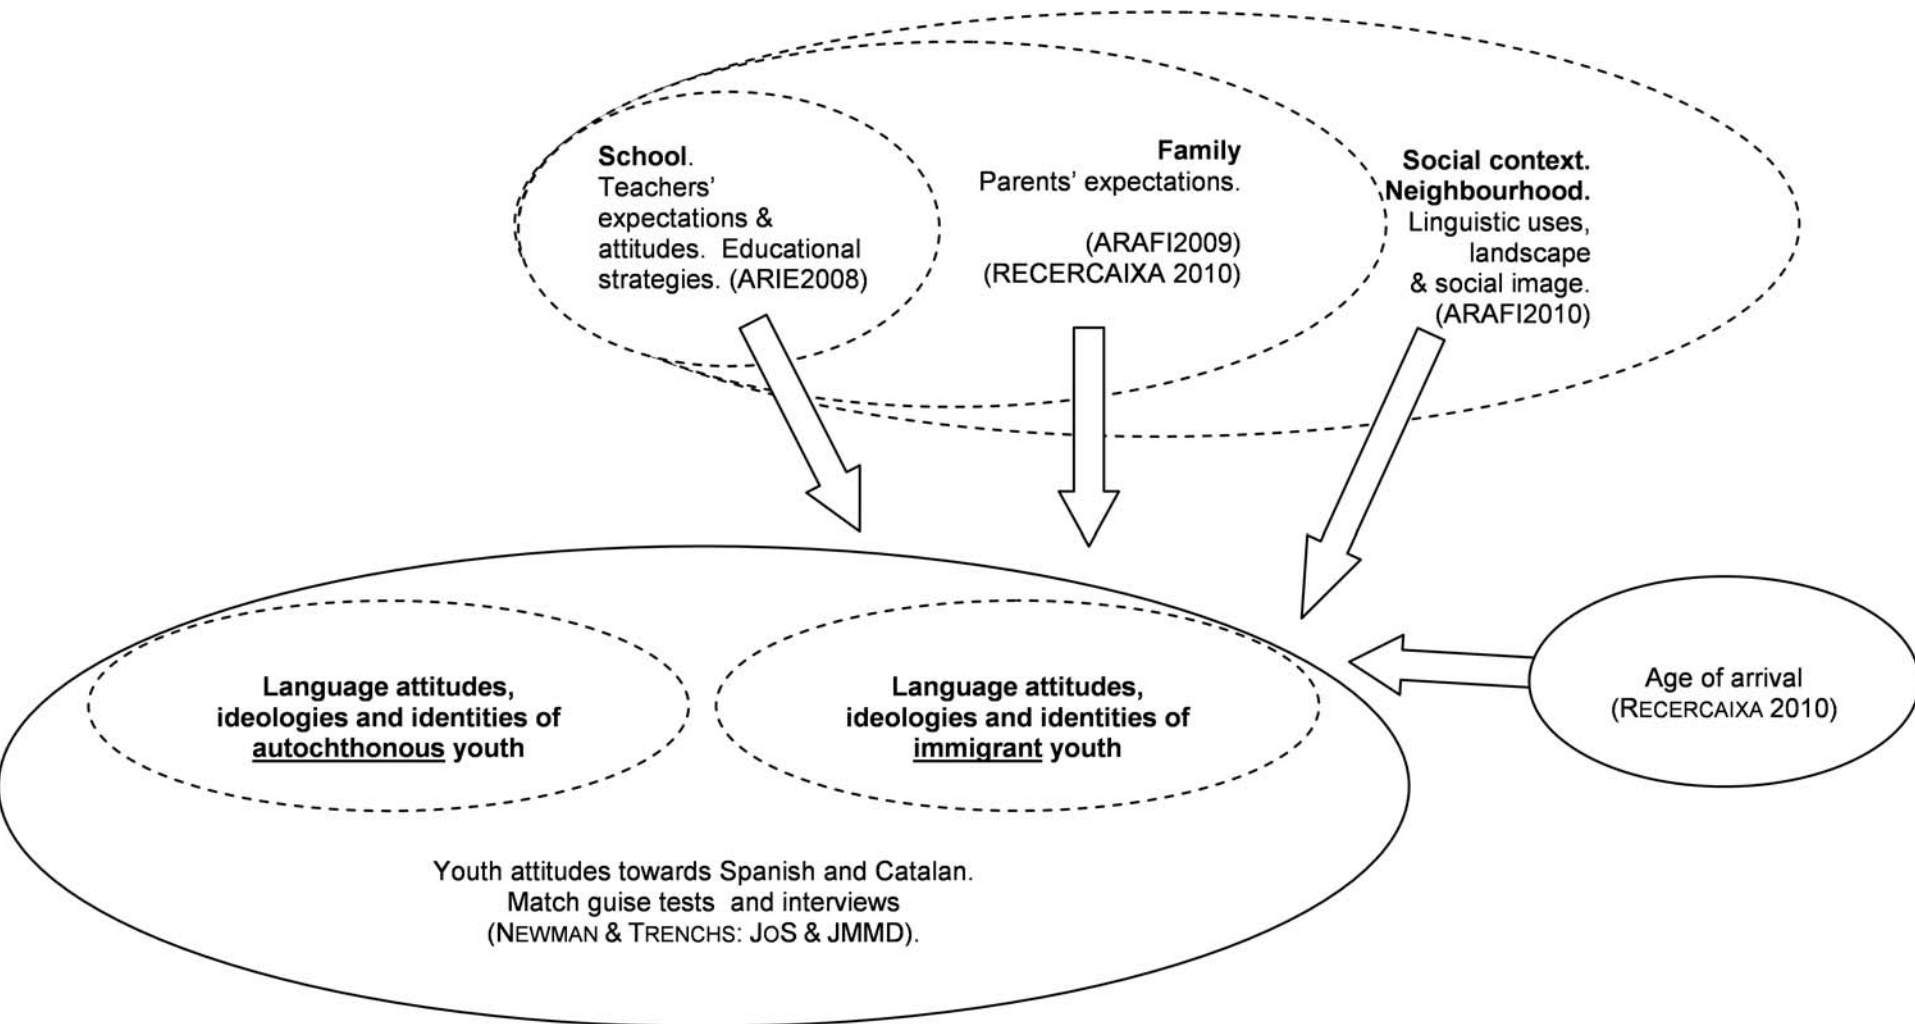 School.
Teachers'
expectations &
attitudes.  Educational
strategies. (ARIE2008)
Family
Parents' expectations.
(ARAFI2009)
(RECERCAIXA 2010)
Social context.
Neighbourhood.
Linguistic uses,
landscape
& social image.
(ARAFI2010)
Language attitudes,
ideologies and identities of
autochthonous youth
Language attitudes,
ideologies and identities of
immigrant youth
Age of arrival
(RECERCAIXA 2010)
Youth attitudes towards Spanish and Catalan.
Match guise tests  and interviews
(NEWMAN & TRENCHS: JOS & JMMD).